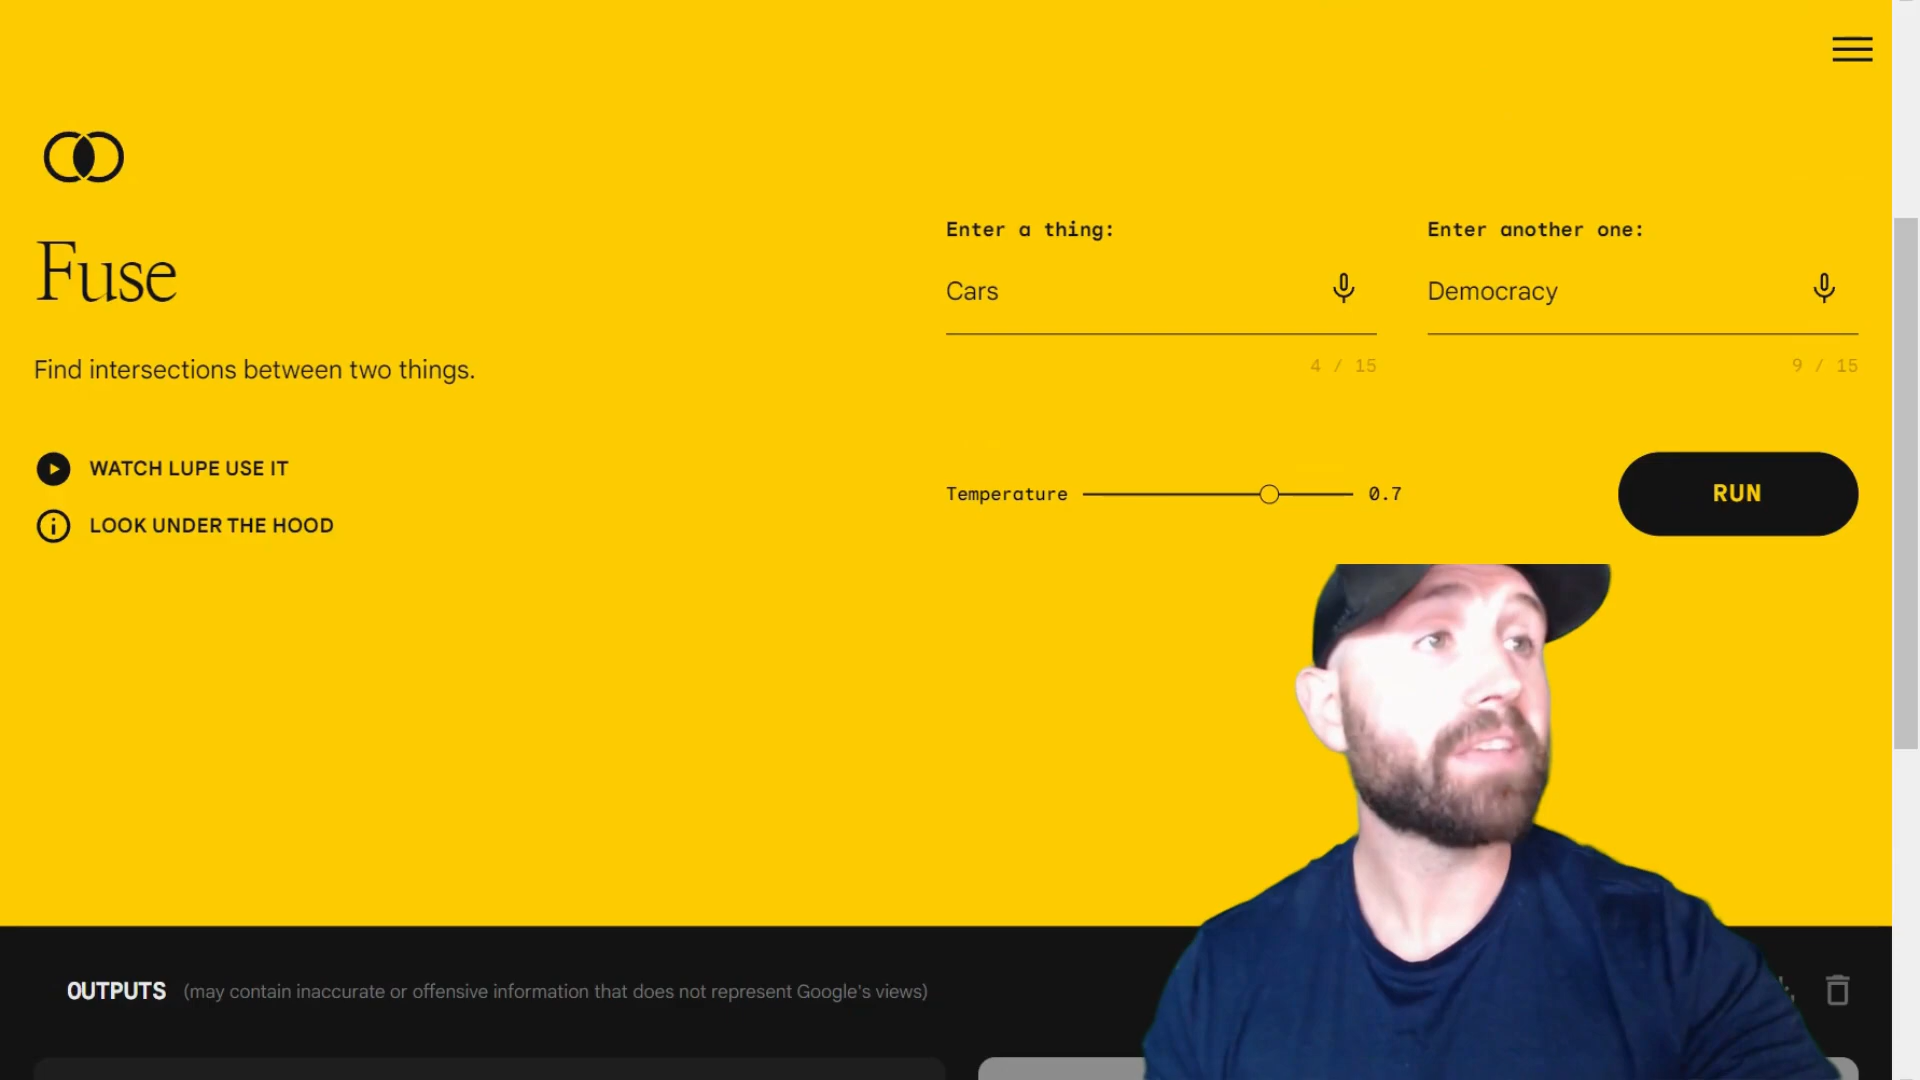 Fuse
Find intersections between two things.
WATCH LUPE USE IT
LOOK UNDER THE HOOD
Enter a thing:
Cars
4 / 15
Enter another one:
Democracy
9 / 15
Temperature 0.7
RUN
OUTPUTS (may contain inaccurate or offensive information that does not represent Google's views)